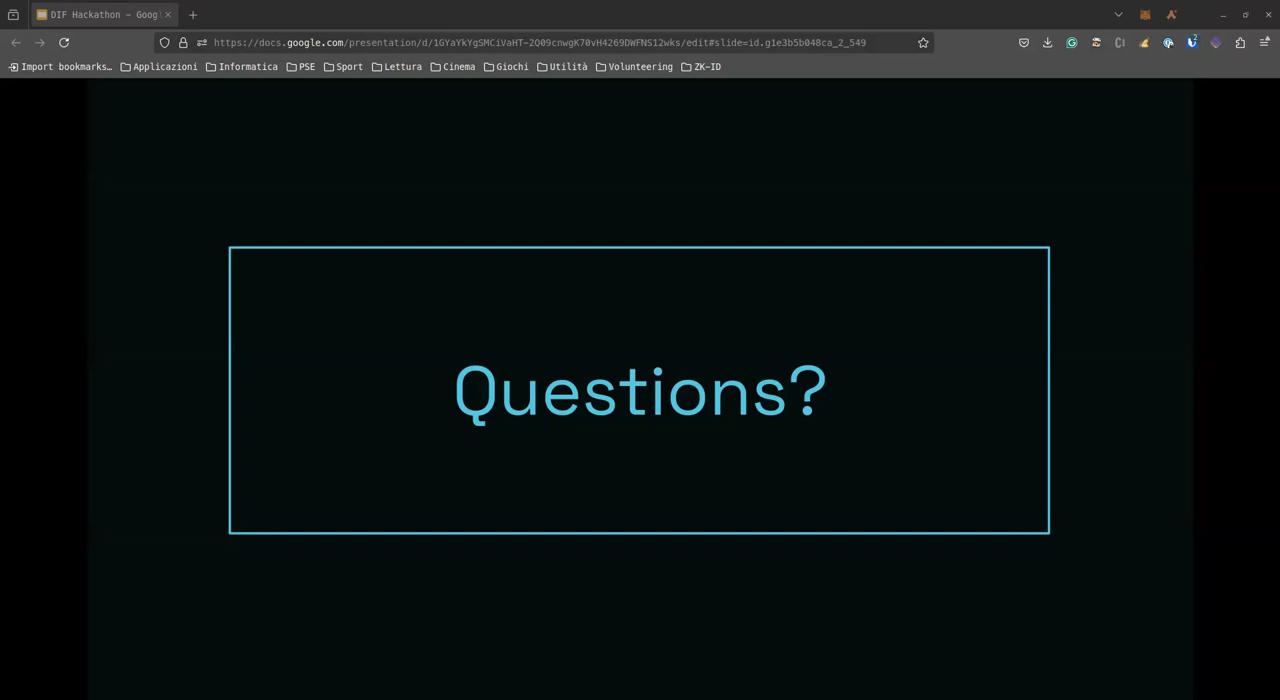 DIF Hackathon – Goog
https://docs.google.com/presentation/d/1GYaYkYgSMCiVaHT-2Q09cnwgK70vH4269DWFNS12wks/edit#slide=id.g1e3b5b048ca_2_549
2
Import bookmarks… Applicazioni Informatica PSE Sport Lettura Cinema Giochi Utilità Volunteering ZK-ID
Questions?